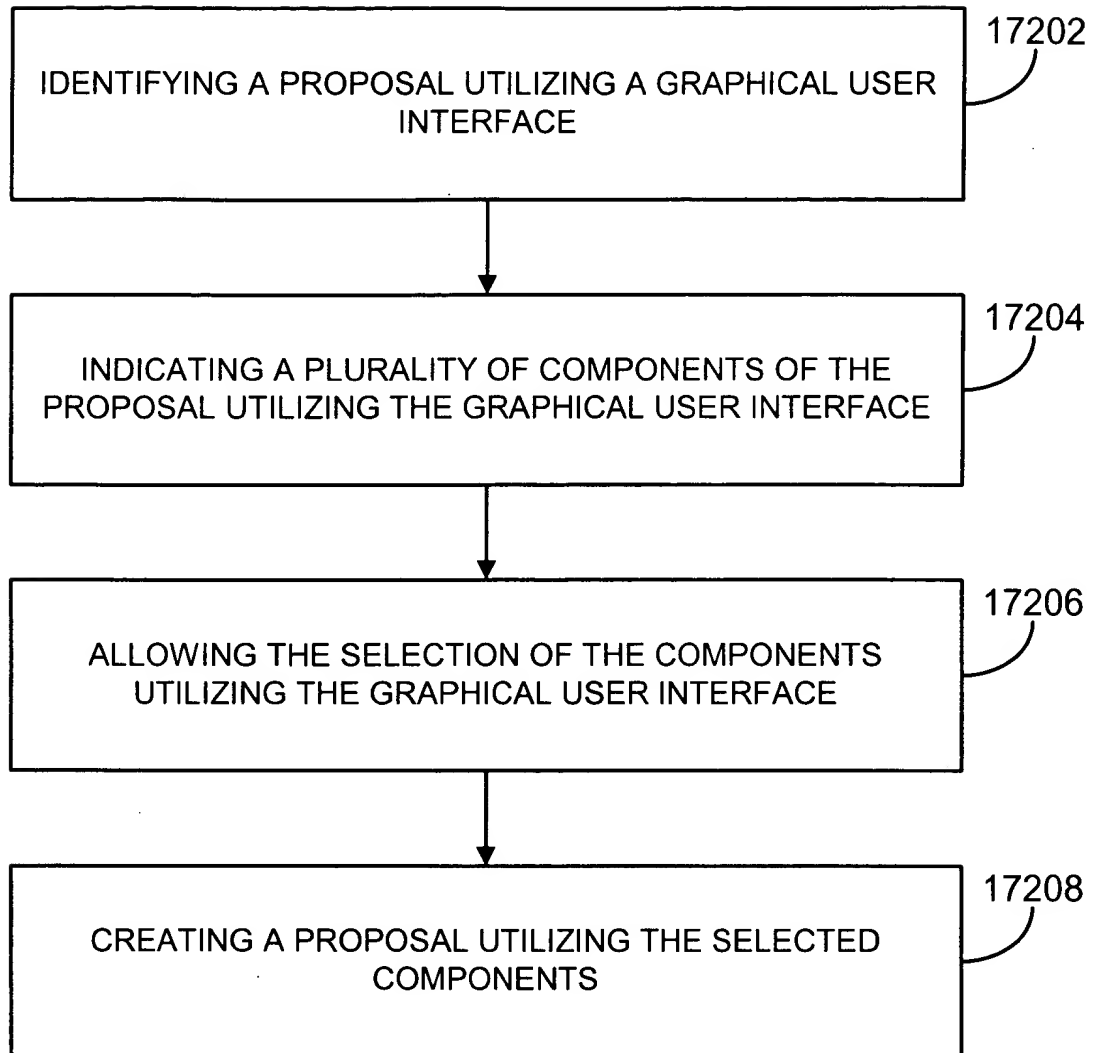 17202
IDENTIFYING A PROPOSAL UTILIZING A GRAPHICAL USER
INTERFACE
17204
INDICATING A PLURALITY OF COMPONENTS OF THE
PROPOSAL UTILIZING THE GRAPHICAL USER INTERFACE
17206
ALLOWING THE SELECTION OF THE COMPONENTS
UTILIZING THE GRAPHICAL USER INTERFACE
17208
CREATING A PROPOSAL UTILIZING THE SELECTED
COMPONENTS